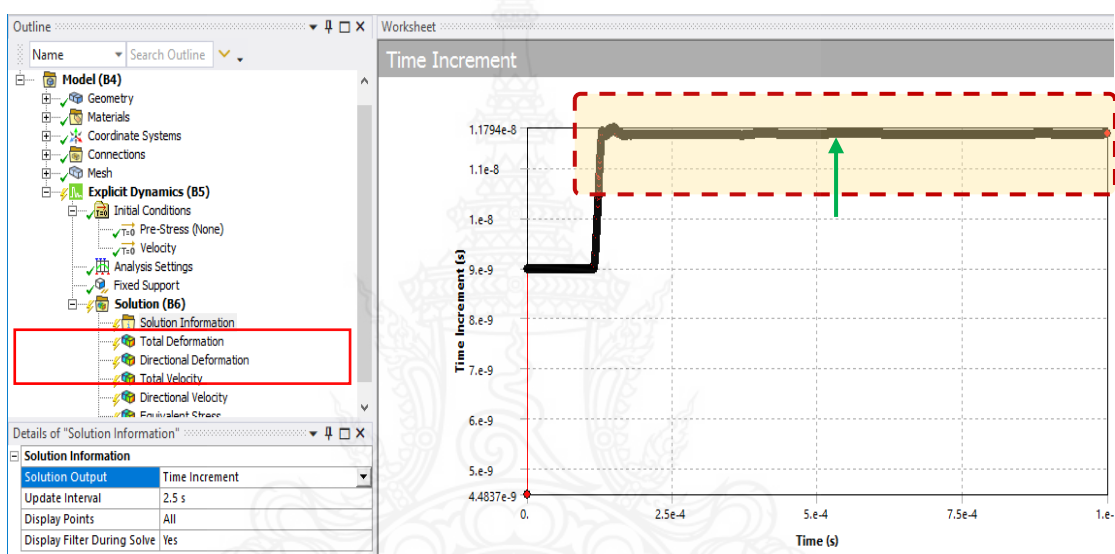 Outline
Name
Search Outline
Model (B4)
Geometry
Materials
Coordinate Systems
Connections
Mesh
Explicit Dynamics (B5)
T=0 Initial Conditions
T=0 Pre-Stress (None)
T=0 Velocity
Analysis Settings
Fixed Support
Solution (B6)
Solution Information
Total Deformation
Directional Deformation
Total Velocity
Directional Velocity
Equivalent Stress
Details of "Solution Information"
Solution Information
Solution Output Time Increment
Update Interval 2.5 s
Display Points All
Display Filter During Solve Yes
Worksheet
Time Increment
Time Increment (s)
1.1794e-8
1.1e-8
1.e-8
9.e-9
8.e-9
7.e-9
6.e-9
5.e-9
4.4837e-9
0. 2.5e-4 5.e-4 7.5e-4 1.e-
Time (s)